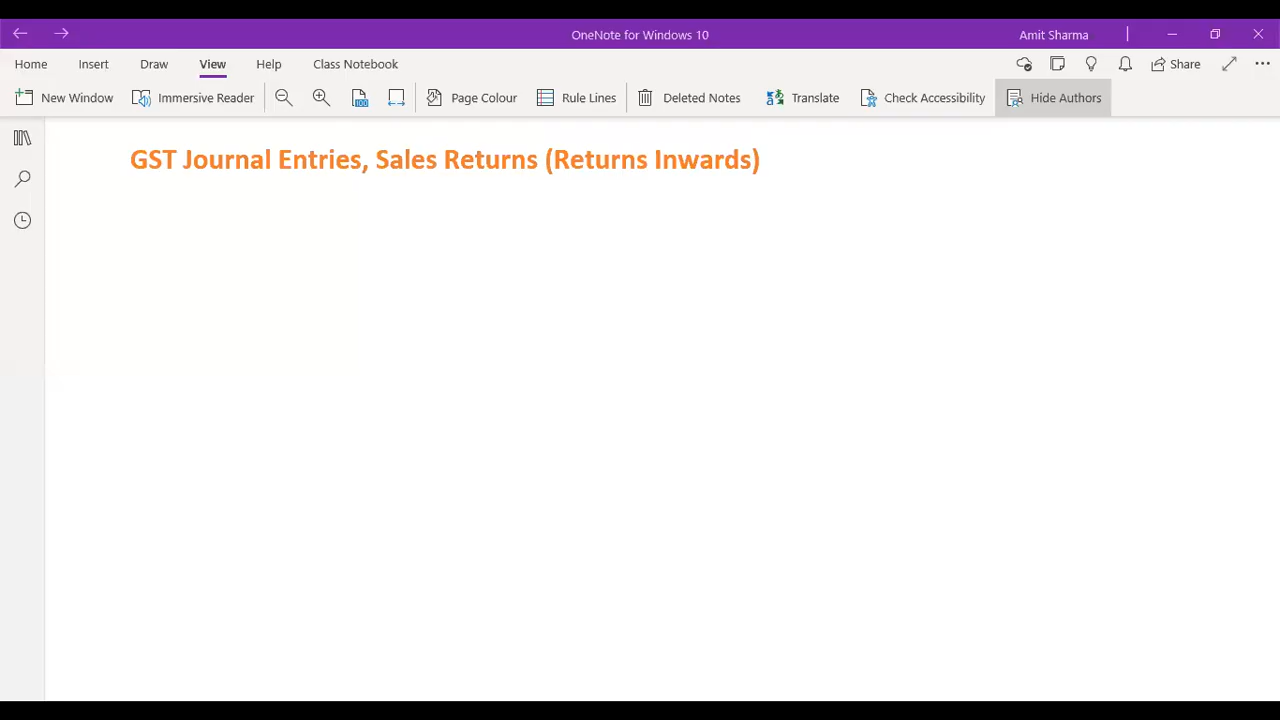 OneNote for Windows 10
Amit Sharma
Home Insert Draw View Help Class Notebook Share
New Window Immersive Reader 100 Page Colour Rule Lines Deleted Notes Translate Check Accessibility Hide Authors
GST Journal Entries, Sales Returns (Returns Inwards)